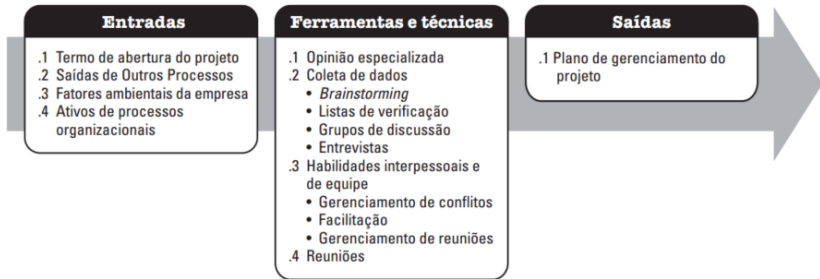 Entradas
.1 Termo de abertura do projeto
.2 Saídas de Outros Processos
.3 Fatores ambientais da empresa
.4 Ativos de processos
organizacionais
Ferramentas e técnicas
.1 Opinião especializada
.2 Coleta de dados
• Brainstorming
• Listas de verificação
• Grupos de discussão
• Entrevistas
.3 Habilidades interpessoais e
de equipe
• Gerenciamento de conflitos
• Facilitação
• Gerenciamento de reuniões
.4 Reuniões
Saídas
.1 Plano de gerenciamento do
projeto